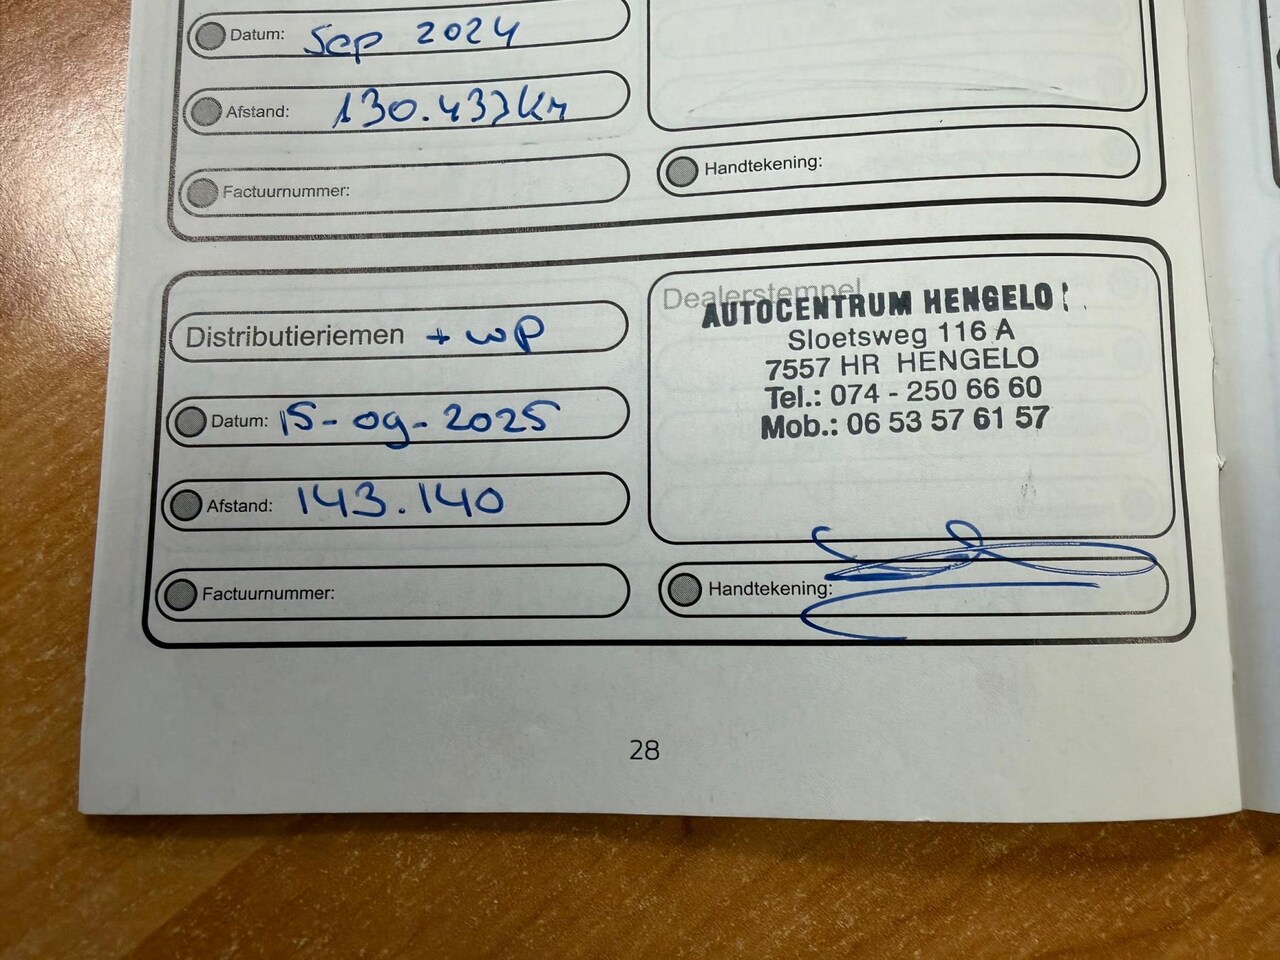 Datum: Sep 2024
Afstand: 130.433 km
Factuurnummer:
Handtekening:
Distributieriemen + wp
Datum: 15-09-2025
Afstand: 143.140
Factuurnummer:
Dealerstempel
AUTOCENTRUM HENGELO
Sloetsweg 116 A
7557 HR HENGELO
Tel.: 074 - 250 66 60
Mob.: 06 53 57 61 57
Handtekening:
28